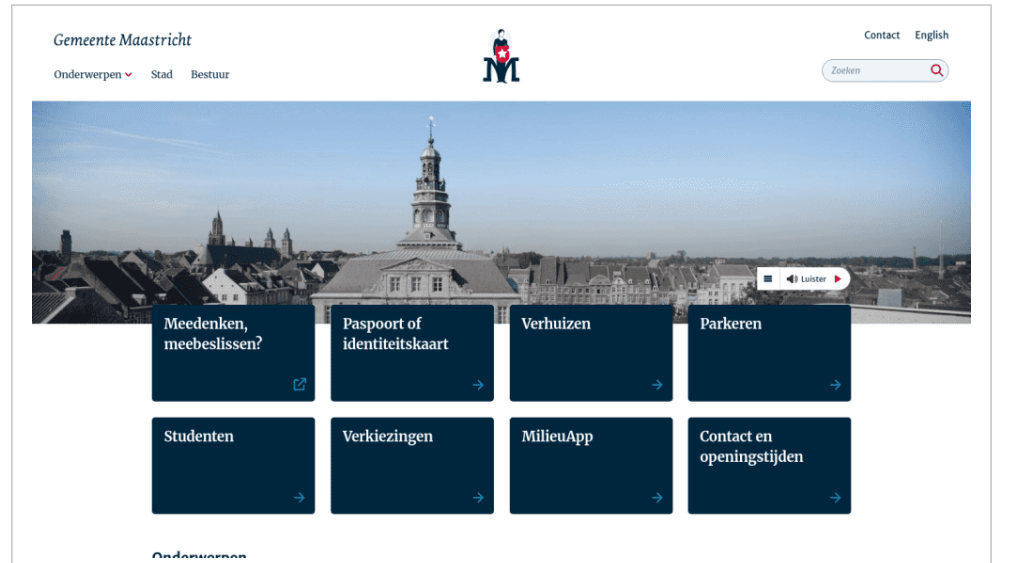 Gemeente Maastricht
Contact English
Onderwerpen Stad Bestuur
Zoeken
M
Luister
Meedenken,
meebeslissen?
Paspoort of
identiteitskaart
Verhuizen
Parkeren
Studenten
Verkiezingen
MilieuApp
Contact en
openingstijden
Onderwerpen